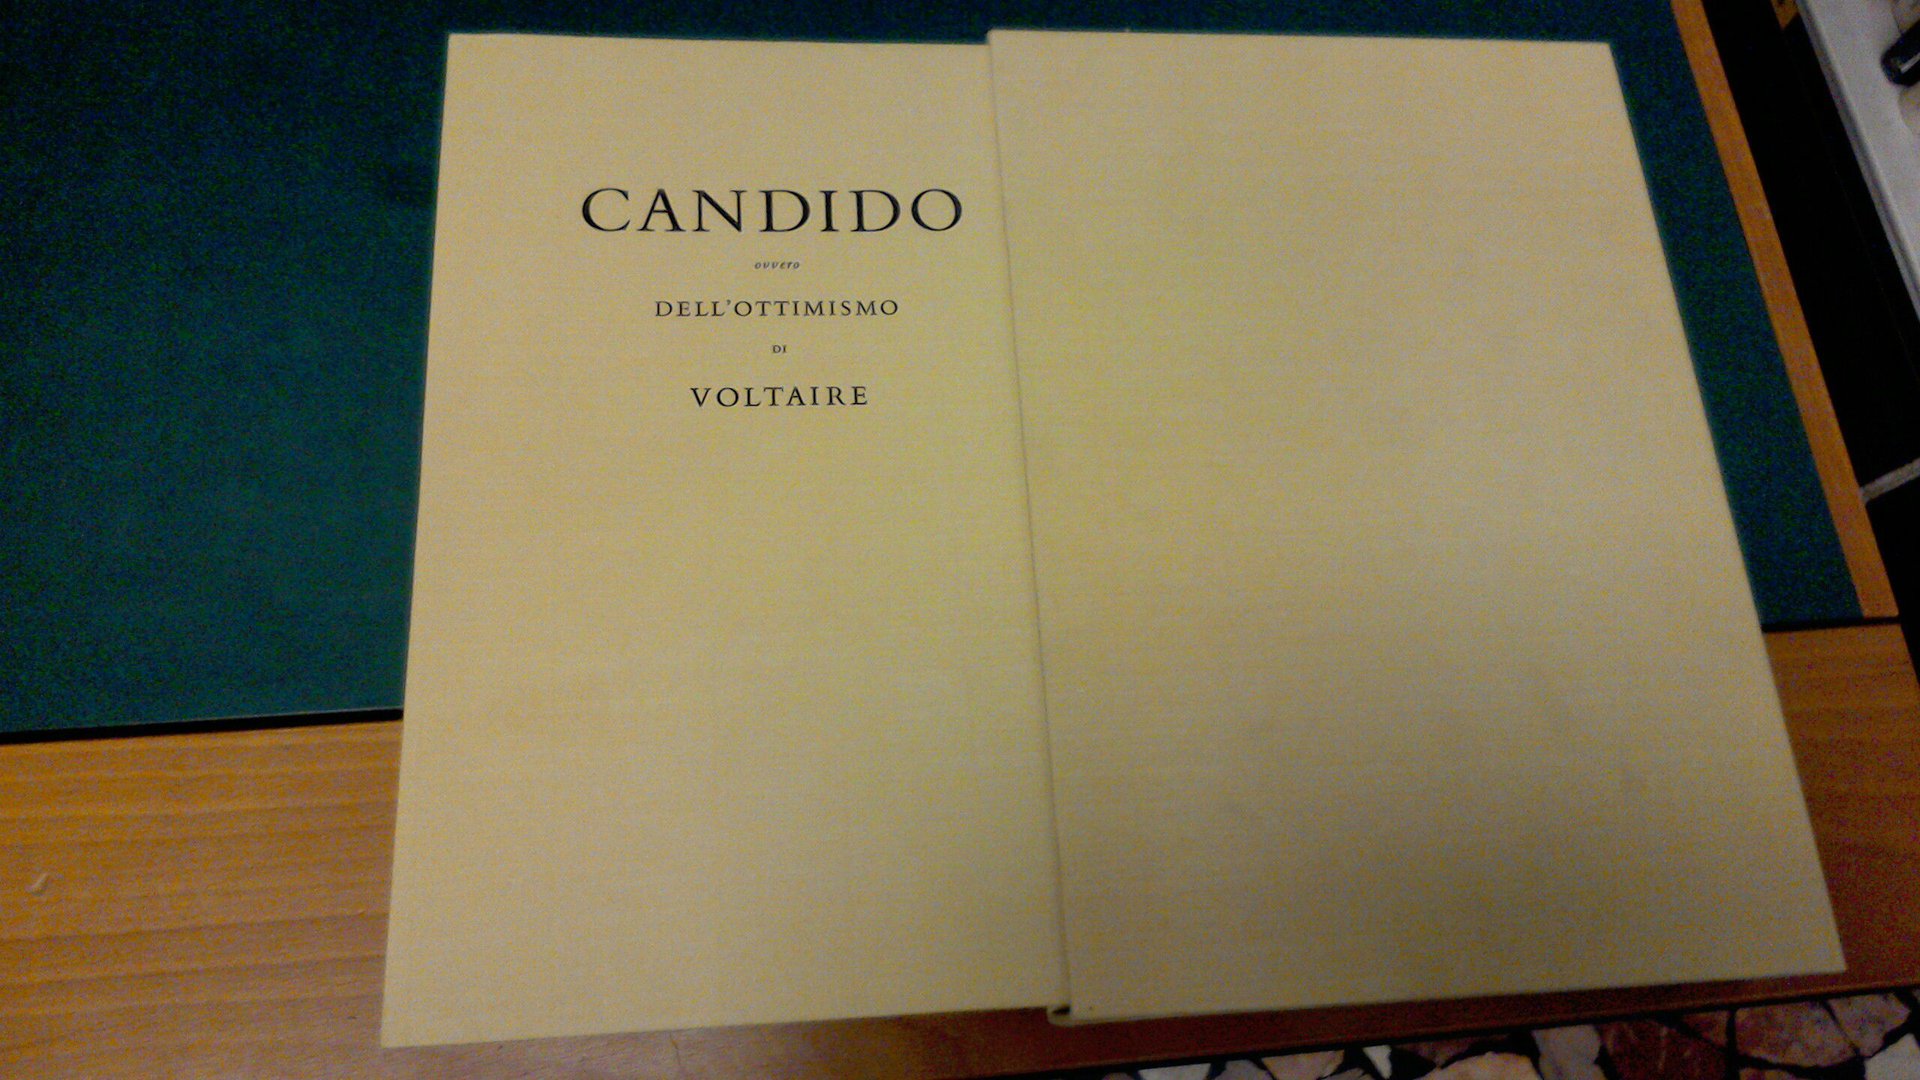 CANDIDO
ovvero
DELL'OTTIMISMO
DI
VOLTAIRE